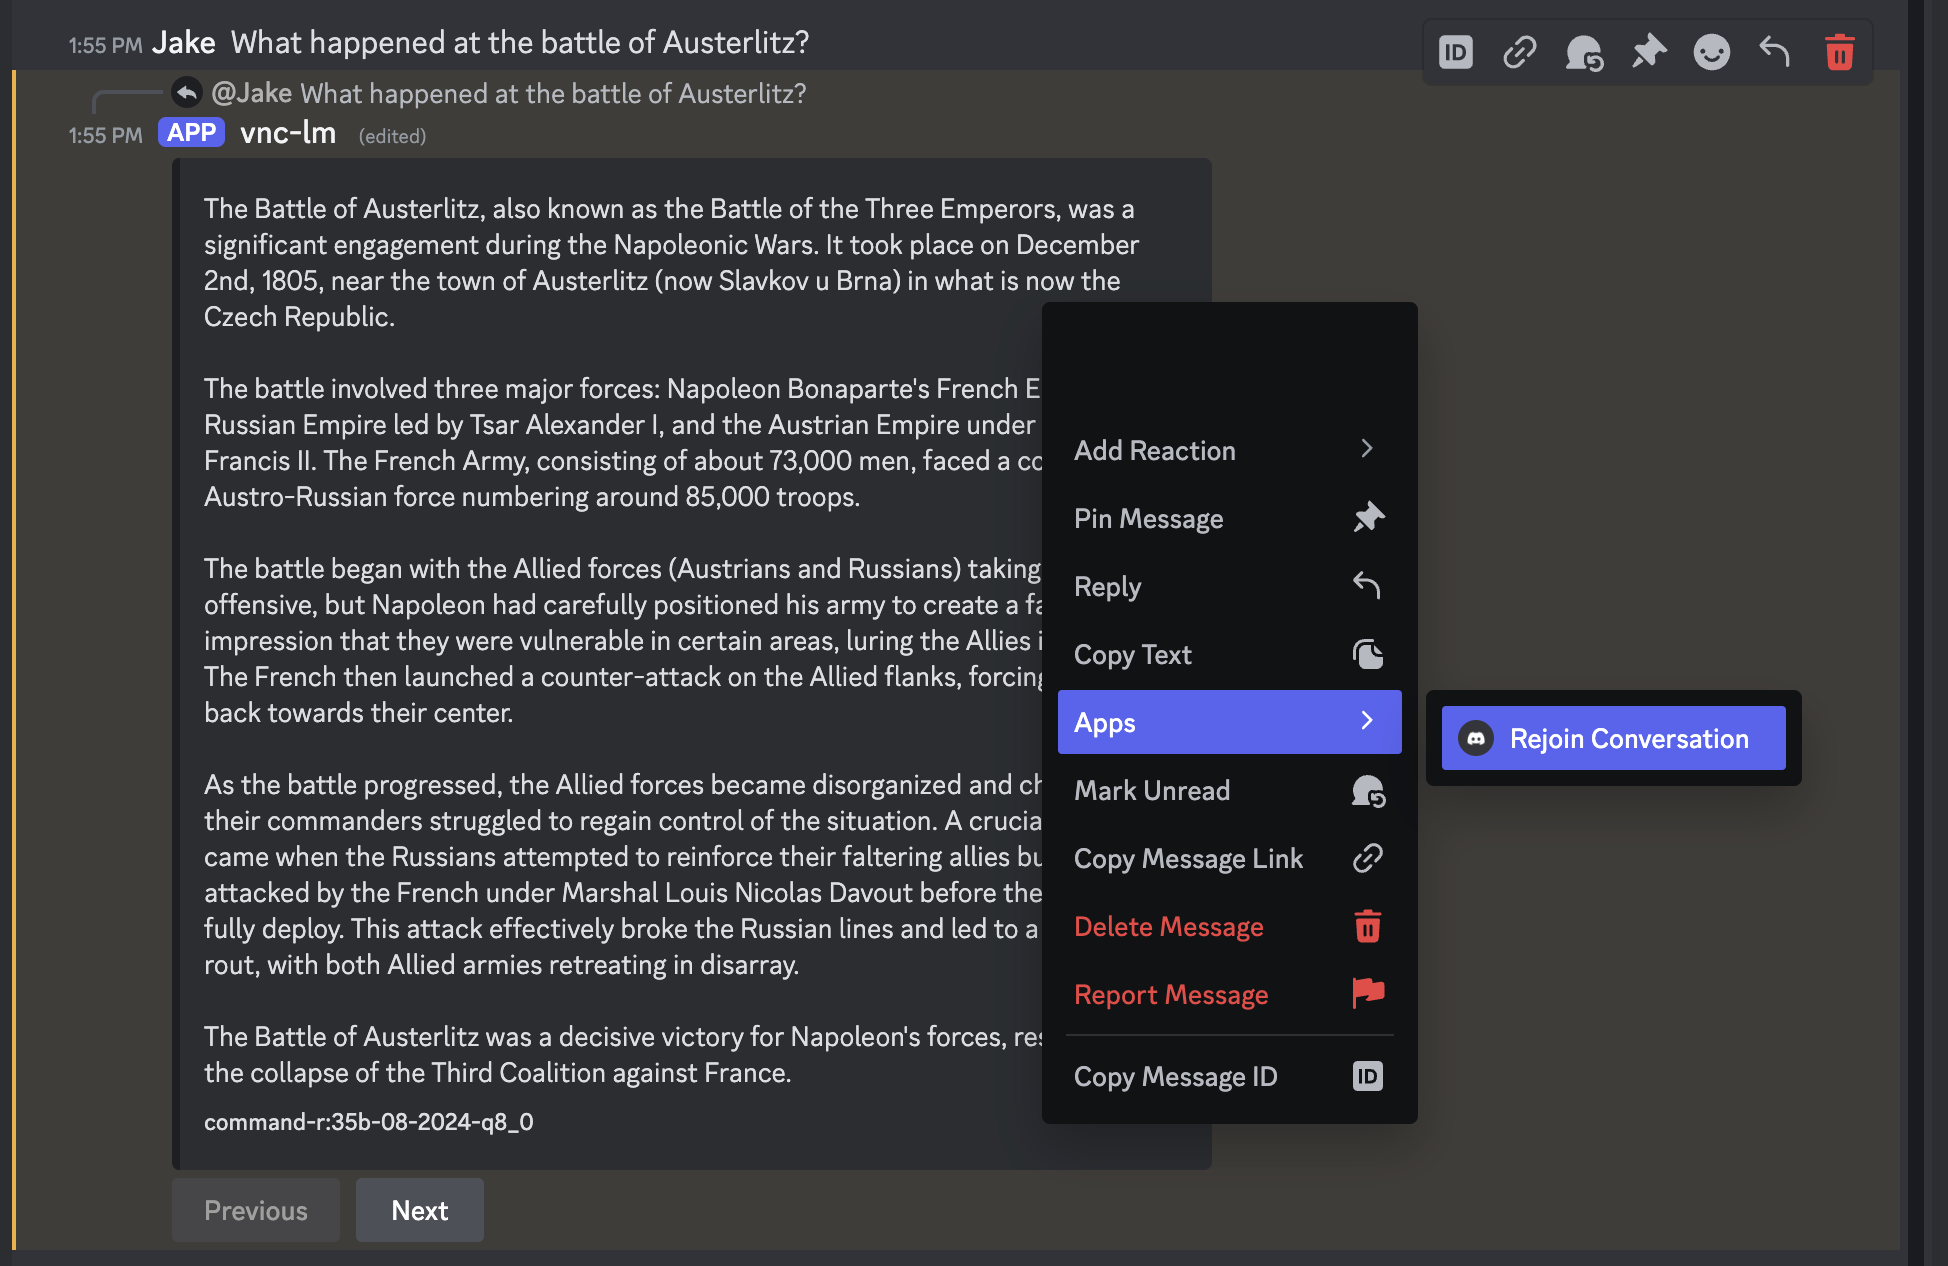 1:55 PM Jake What happened at the battle of Austerlitz?
ID
@Jake What happened at the battle of Austerlitz?
1:55 PM APP vnc-lm (edited)
The Battle of Austerlitz, also known as the Battle of the Three Emperors, was a
significant engagement during the Napoleonic Wars. It took place on December
2nd, 1805, near the town of Austerlitz (now Slavkov u Brna) in what is now the
Czech Republic.
The battle involved three major forces: Napoleon Bonaparte's French E
Russian Empire led by Tsar Alexander I, and the Austrian Empire under
Francis II. The French Army, consisting of about 73,000 men, faced a co
Austro-Russian force numbering around 85,000 troops.
The battle began with the Allied forces (Austrians and Russians) taking
offensive, but Napoleon had carefully positioned his army to create a fa
impression that they were vulnerable in certain areas, luring the Allies i
The French then launched a counter-attack on the Allied flanks, forcing
back towards their center.
As the battle progressed, the Allied forces became disorganized and ch
their commanders struggled to regain control of the situation. A crucia
came when the Russians attempted to reinforce their faltering allies bu
attacked by the French under Marshal Louis Nicolas Davout before the
fully deploy. This attack effectively broke the Russian lines and led to a
rout, with both Allied armies retreating in disarray.
The Battle of Austerlitz was a decisive victory for Napoleon's forces, res
the collapse of the Third Coalition against France.
command-r:35b-08-2024-q8_0
Previous
Next
Add Reaction
Pin Message
Reply
Copy Text
Apps
Rejoin Conversation
Mark Unread
Copy Message Link
Delete Message
Report Message
Copy Message ID
ID